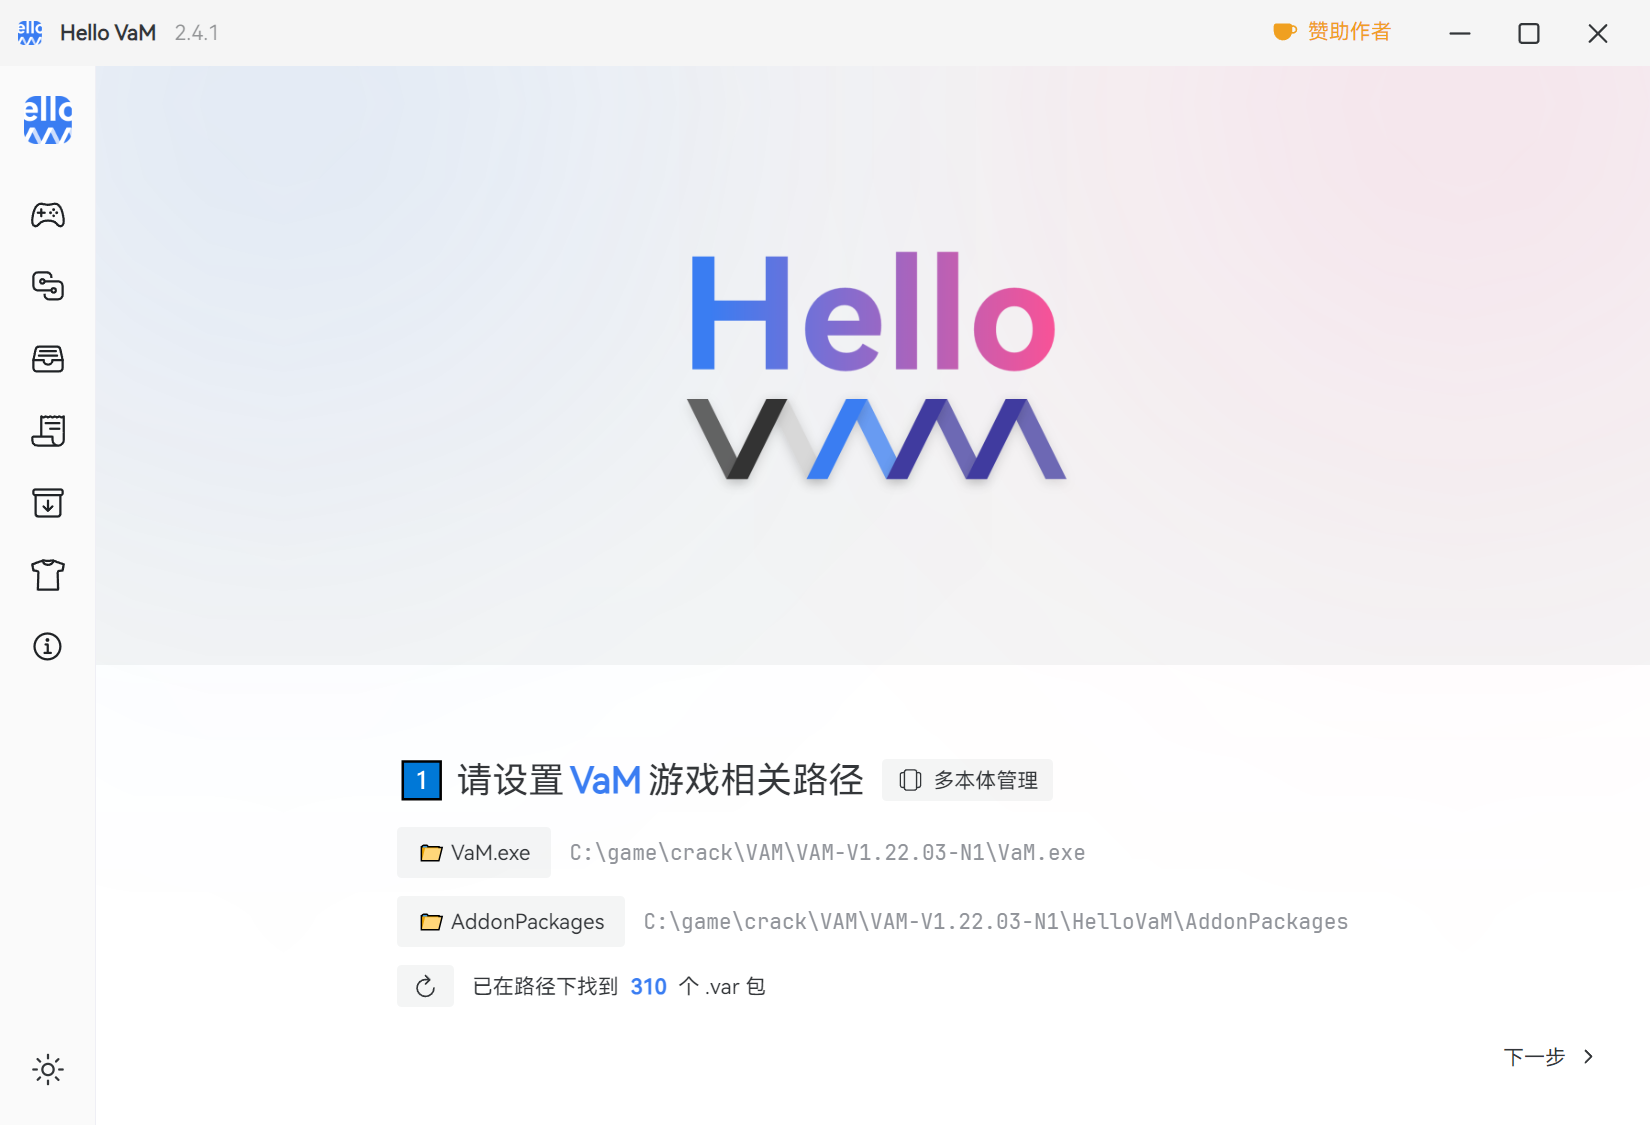 Hello VaM 2.4.1 赞助作者
ello
Hello
VAM
1 请设置 VaM 游戏相关路径 多本体管理
VaM.exe C:\game\crack\VAM\VAM-V1.22.03-N1\VaM.exe
AddonPackages C:\game\crack\VAM\VAM-V1.22.03-N1\HelloVaM\AddonPackages
已在路径下找到 310 个 .var 包
下一步